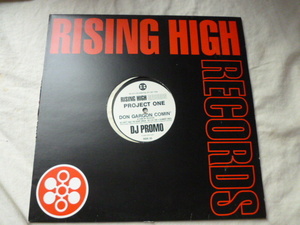 RISING HIGH
RECORDS
RISING HIGH
PROJECT ONE
DON GARGON COMIN'
DJ PROMO